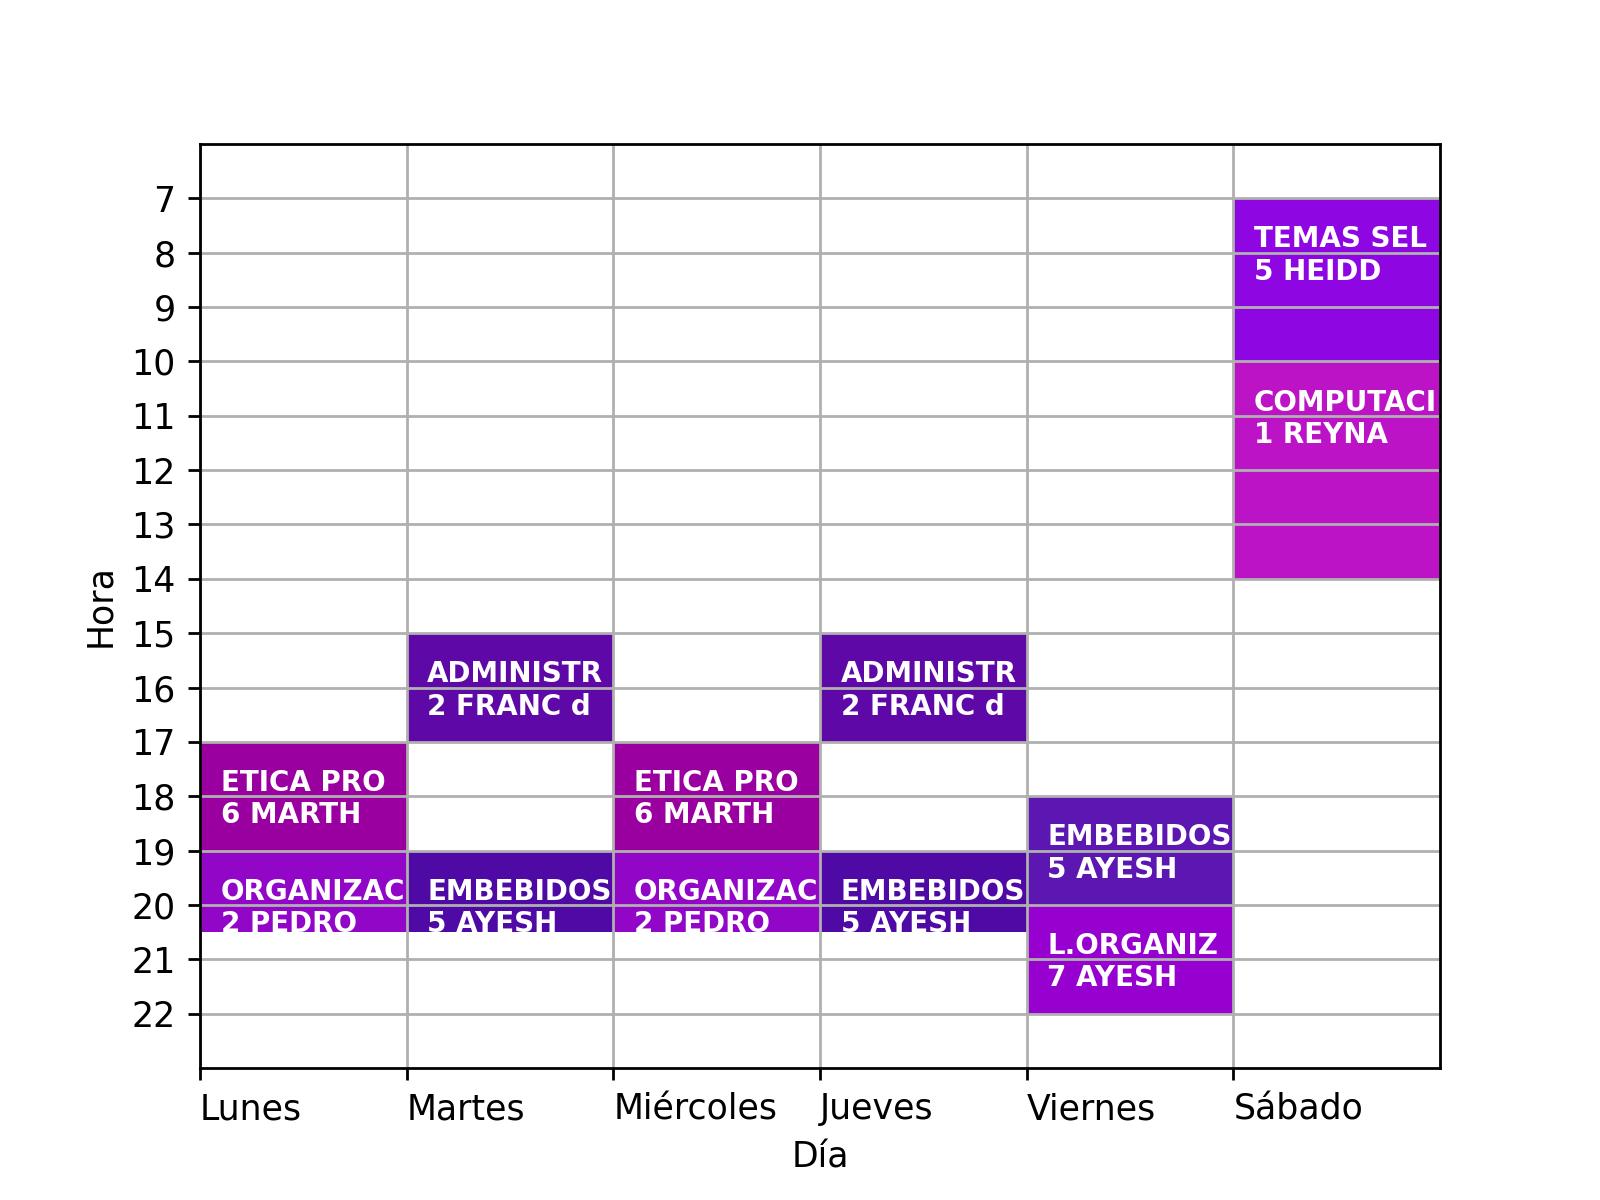 7
8
9
10
11
12
13
14
15
16
17
18
19
20
21
22
Hora
TEMAS SEL
5 HEIDD
COMPUTACI
1 REYNA
ADMINISTR
2 FRANC d
ADMINISTR
2 FRANC d
ETICA PRO
6 MARTH
ETICA PRO
6 MARTH
EMBEBIDOS
5 AYESH
ORGANIZAC
2 PEDRO
EMBEBIDOS
5 AYESH
ORGANIZAC
2 PEDRO
EMBEBIDOS
5 AYESH
L.ORGANIZ
7 AYESH
Lunes
Martes
Miércoles
Jueves
Viernes
Sábado
Día